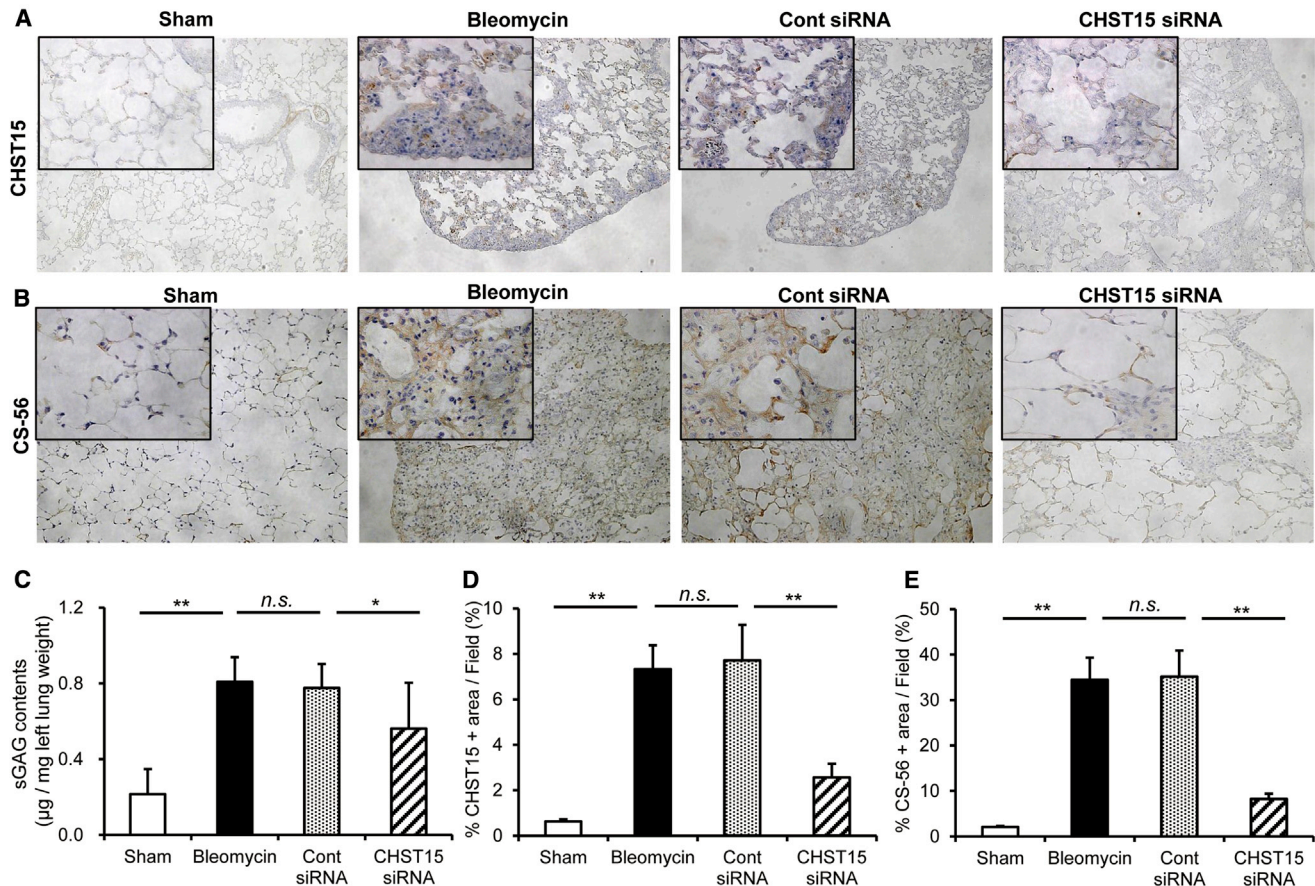 A
Sham Bleomycin Cont siRNA CHST15 siRNA
CHST15
B
Sham Bleomycin Cont siRNA CHST15 siRNA
CS-56
C
** n.s. *
sGAG contents
(µg / mg left lung weight)
1.2
0.8
0.4
0.0
Sham Bleomycin Cont siRNA CHST15 siRNA
D
** n.s. **
% CHST15 + area / Field (%)
10
8
6
4
2
0
Sham Bleomycin Cont siRNA CHST15 siRNA
E
** n.s. **
% CS-56 + area / Field (%)
50
40
30
20
10
0
Sham Bleomycin Cont siRNA CHST15 siRNA